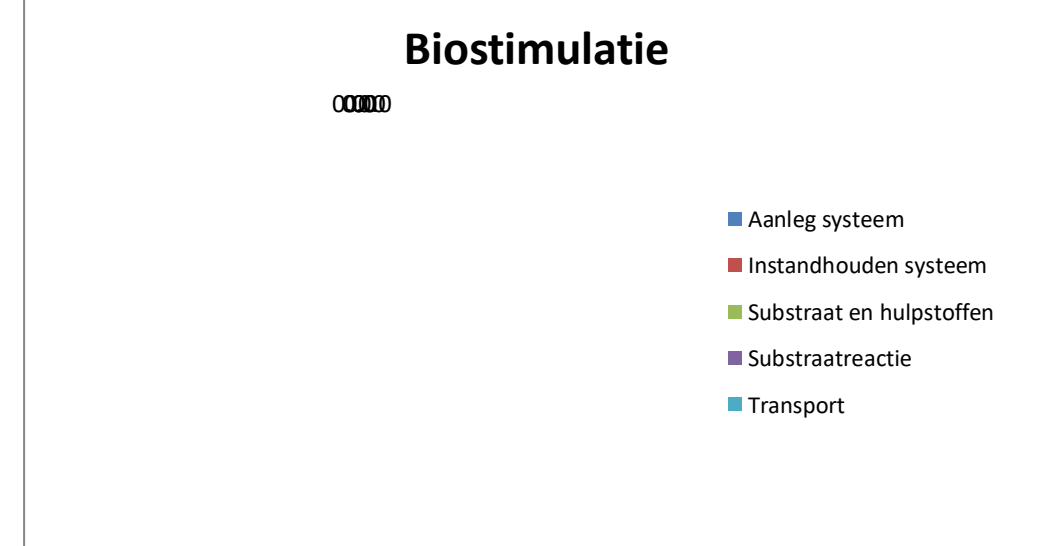 Biostimulatie
Aanleg systeem
Instandhouden systeem
Substraat en hulpstoffen
Substraatreactie
Transport